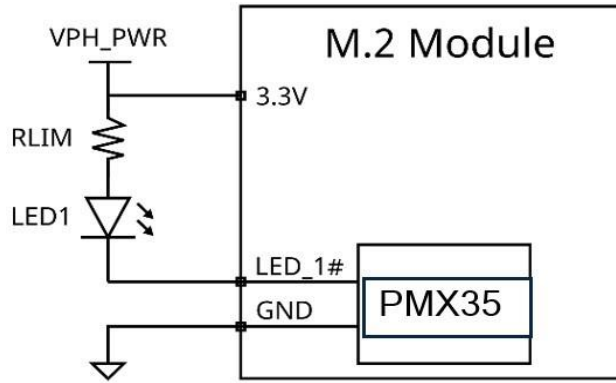 VPH_PWR
M.2 Module
3.3V
RLIM
LED1
LED_1#
GND
PMX35